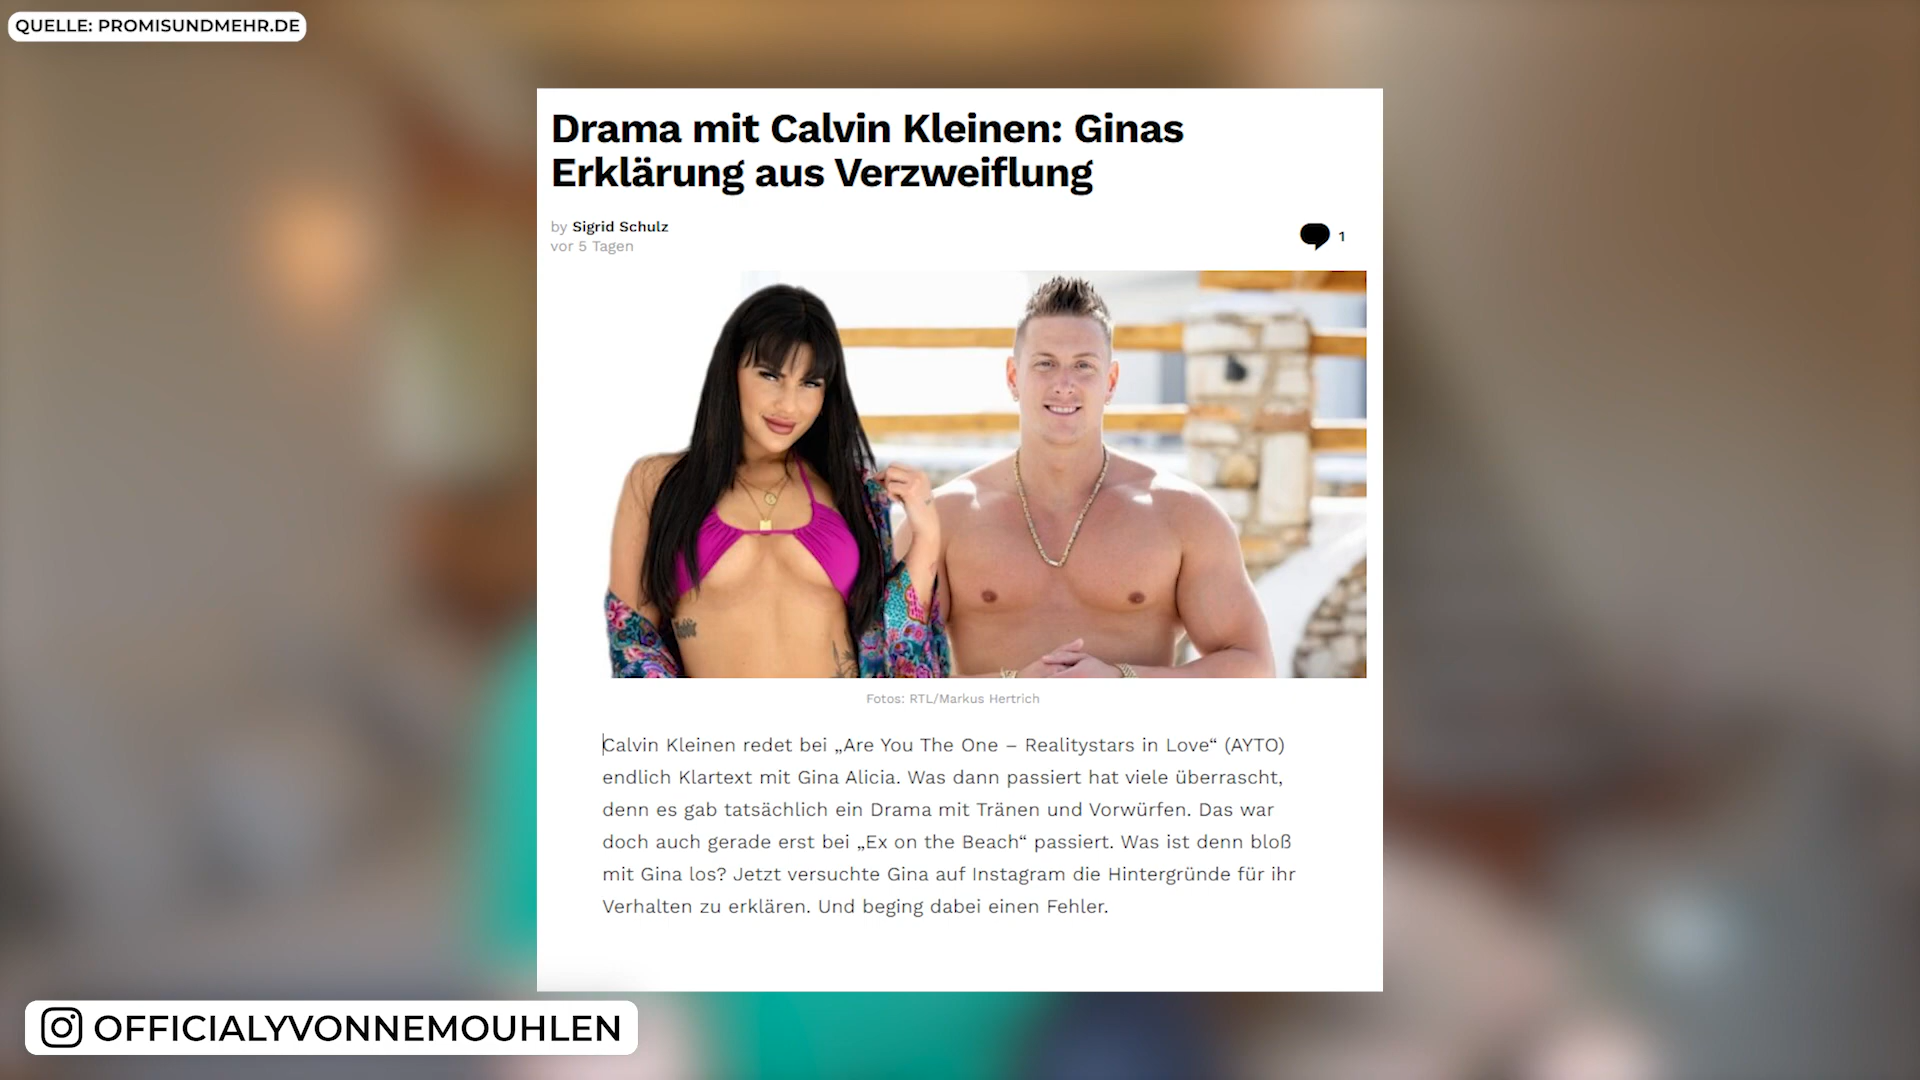 QUELLE: PROMISUNDMEHR.DE
Drama mit Calvin Kleinen: Ginas
Erklärung aus Verzweiflung
by Sigrid Schulz
vor 5 Tagen
1
Fotos: RTL/Markus Hertrich
Calvin Kleinen redet bei „Are You The One – Realitystars in Love“ (AYTO)
endlich Klartext mit Gina Alicia. Was dann passiert hat viele überrascht,
denn es gab tatsächlich ein Drama mit Tränen und Vorwürfen. Das war
doch auch gerade erst bei „Ex on the Beach“ passiert. Was ist denn bloß
mit Gina los? Jetzt versuchte Gina auf Instagram die Hintergründe für ihr
Verhalten zu erklären. Und beging dabei einen Fehler.
OFFICIALYVONNEMOUHLEN